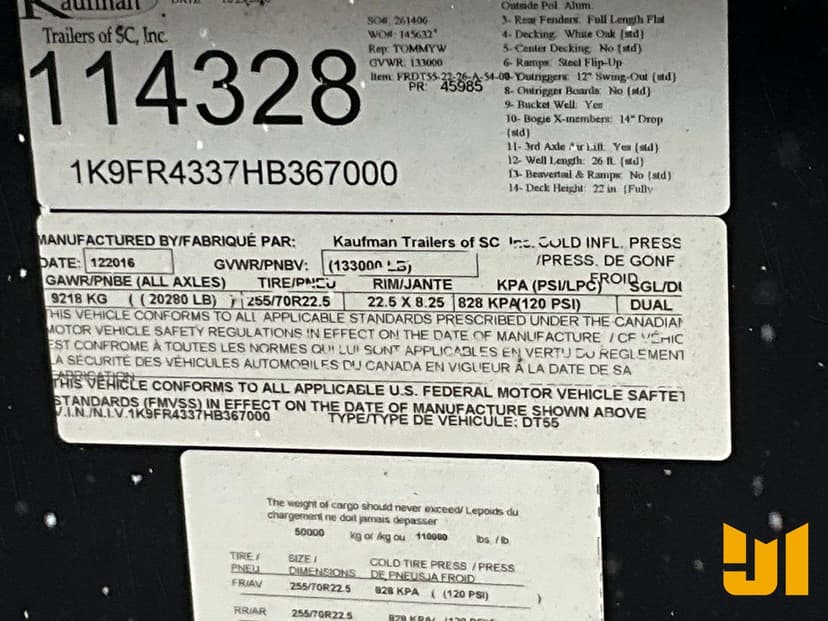 Kaufman
Trailers of SC, Inc.
114328
1K9FR4337HB367000
SO#: 261406
WO#: 145632
Rep: TOMMYW
GVWR: 133000
Item: FRDT55-22-26-A-54-00
PR: 45985
Outside Pol. Alum.
3- Rear Fenders: Full Length Flat
4- Decking: White Oak {std}
5- Center Decking: No {std}
6- Ramps: Steel Flip-Up
Outriggers: 12" Swing-Out {std}
8- Outrigger Boards: No {std}
9- Bucket Well: Yes
10- Bogie X-members: 14" Drop
{std}
11- 3rd Axle Air Lift: Yes {std}
12- Well Length: 26 ft. {std}
13- Beavertail & Ramps: No {std}
14- Deck Height: 22 in. {Fully
MANUFACTURED BY/FABRIQUÉ PAR: Kaufman Trailers of SC Inc. COLD INFL. PRESS
/PRESS. DE GONF
DATE: 122016 GVWR/PNBV: (133000 LB) FROID
GAWR/PNBE (ALL AXLES) TIRE/PNEU RIM/JANTE KPA (PSI/LPC) SGL/DU
9218 KG ( ( 20280 LB) ) 255/70R22.5 22.5 X 8.25 828 KPA(120 PSI) DUAL
THIS VEHICLE CONFORMS TO ALL APPLICABLE STANDARDS PRESCRIBED UNDER THE CANADIAN
MOTOR VEHICLE SAFETY REGULATIONS IN EFFECT ON THE DATE OF MANUFACTURE / CE VÉHIC
EST CONFROME À TOUTES LES NORMES QUI LUI SONT APPLICABLES EN VERTU DU REGLEMENT
LA SÉCURITÉ DES VÉHICULES AUTOMOBILES DU CANADA EN VIGUEUR À LA DATE DE SA
FABRICATION
THIS VEHICLE CONFORMS TO ALL APPLICABLE U.S. FEDERAL MOTOR VEHICLE SAFTET
STANDARDS (FMVSS) IN EFFECT ON THE DATE OF MANUFACTURE SHOWN ABOVE
V.I.N./N.I.V.1K9FR4337HB367000 TYPE/TYPE DE VÉHICULE: DT55
The weight of cargo should never exceed/ Lepoids du
chargement ne doit jamais depasser
50000 kg or /kg ou 110000 lbs. / lb
TIRE / PNEU SIZE / DIMENSIONS COLD TIRE PRESS / PRESS DE PNEUSJA FROID
FR/AV 255/70R22.5 828 KPA ( (120 PSI) )
RR/AR 255/70R22.5 828 KPA( (120 PSI)